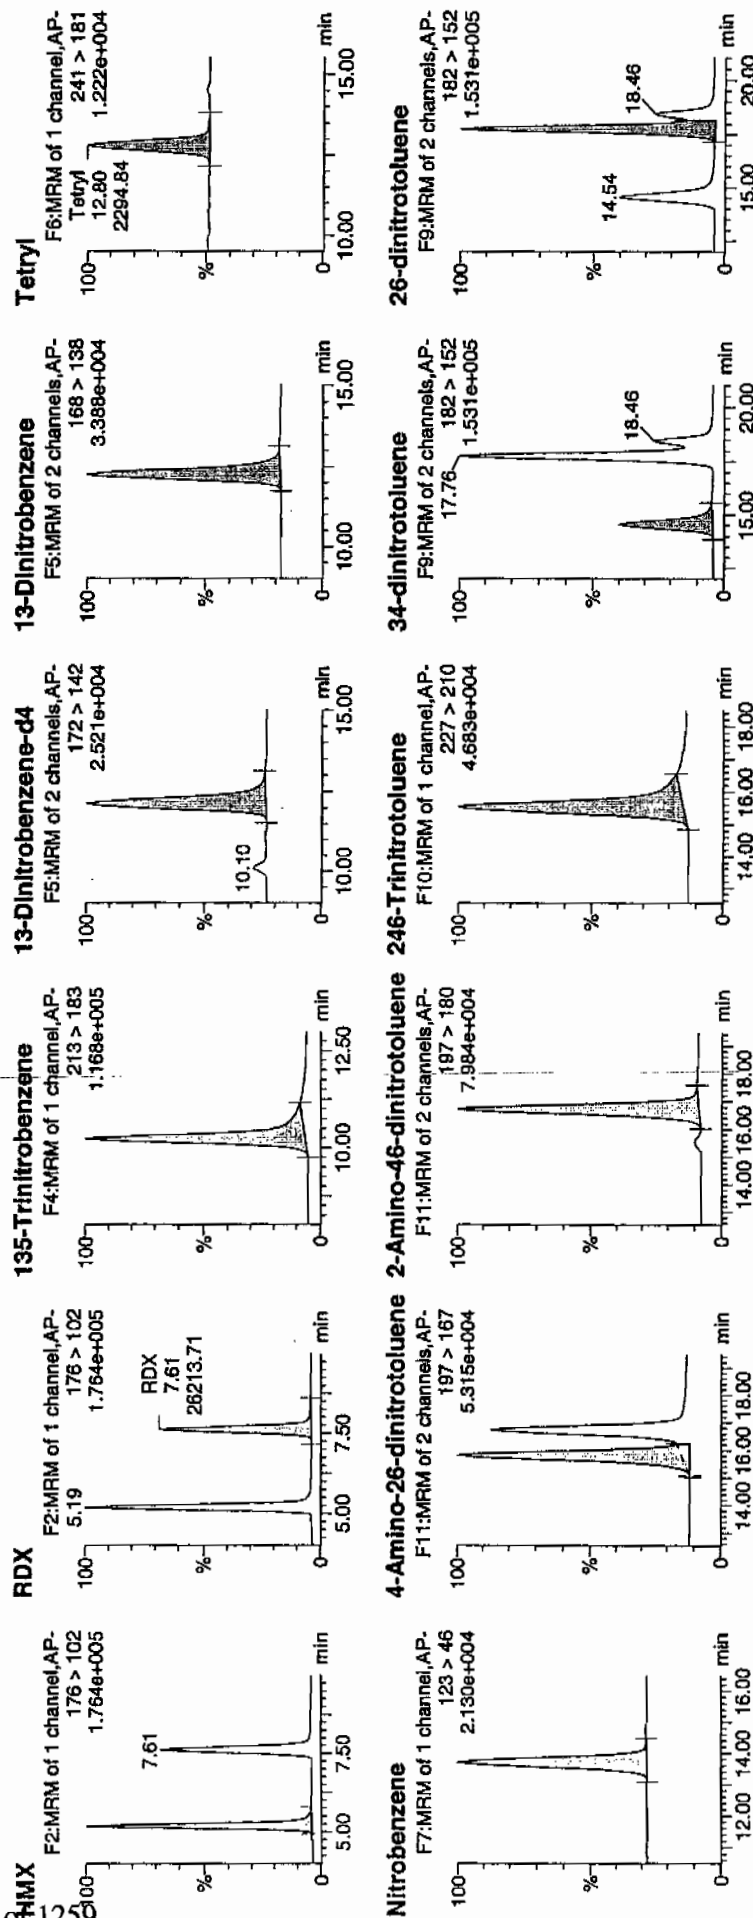 HMX
F2:MRM of 1 channel,AP-
176 > 102
1.764e+005
100
%
0
7.61
5.00 7.50 min
RDX
F2:MRM of 1 channel,AP-
176 > 102
1.764e+005
5.19
100
%
0
RDX
7.61
26213.71
5.00 7.50 min
135-Trinitrobenzene
F4:MRM of 1 channel,AP-
213 > 183
1.168e+005
100
%
0
10.00 12.50 min
13-Dinitrobenzene-d4
F5:MRM of 2 channels,AP-
172 > 142
2.521e+004
100
%
0
10.10
10.00 15.00 min
13-Dinitrobenzene
F5:MRM of 2 channels,AP-
168 > 138
3.388e+004
100
%
0
10.00 15.00 min
Tetryl
F6:MRM of 1 channel,AP-
241 > 181
1.222e+004
Tetryl
12.80
2294.84
100
%
0
10.00 15.00 min
Nitrobenzene
F7:MRM of 1 channel,AP-
123 > 46
2.130e+004
100
%
0
12.00 14.00 16.00 min
4-Amino-26-dinitrotoluene
F11:MRM of 2 channels,AP-
197 > 167
5.315e+004
100
%
0
14.00 16.00 18.00 min
2-Amino-46-dinitrotoluene
F11:MRM of 2 channels,AP-
197 > 180
7.984e+004
100
%
0
14.00 16.00 18.00 min
246-Trinitrotoluene
F10:MRM of 1 channel,AP-
227 > 210
4.683e+004
100
%
0
14.00 16.00 18.00 min
34-dinitrotoluene
F9:MRM of 2 channels,AP-
182 > 152
1.531e+005
17.76
18.46
100
%
0
15.00 20.00 min
26-dinitrotoluene
F9:MRM of 2 channels,AP-
182 > 152
1.531e+005
14.54
18.46
100
%
0
15.00 20.00 min